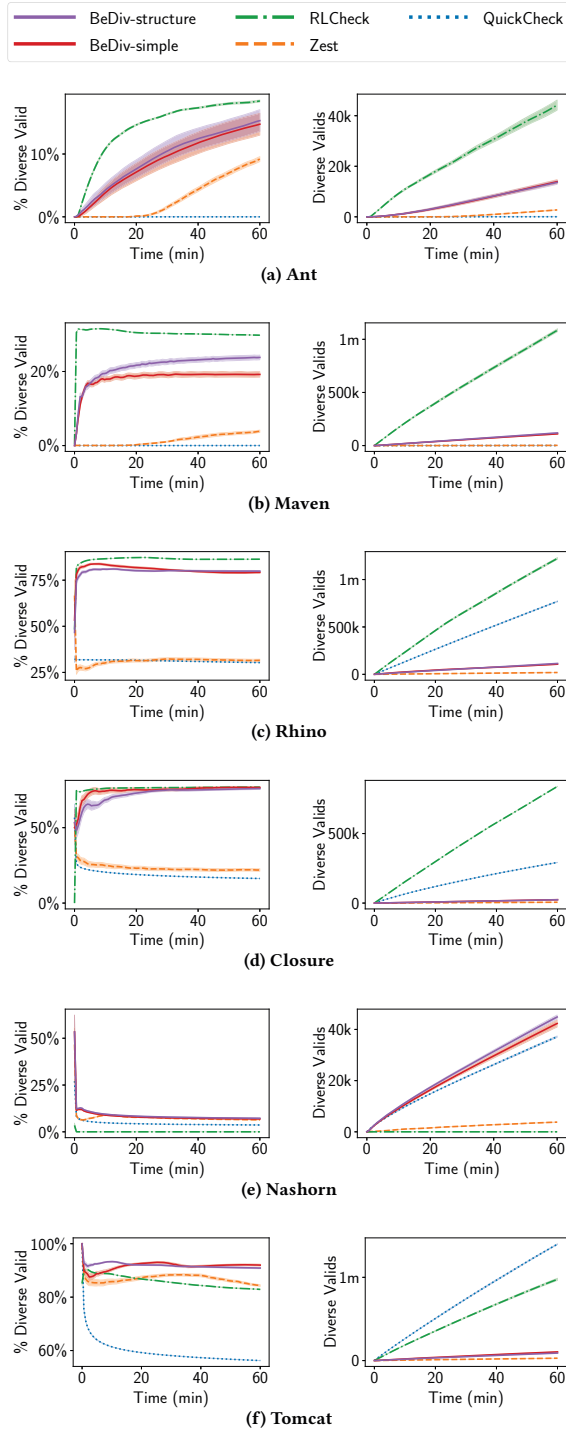 BeDiv-structure RLCheck QuickCheck
BeDiv-simple Zest
% Diverse Valid
10%
0%
0 20 40 60
Time (min)
Diverse Valids
40k
20k
0
0 20 40 60
Time (min)
(a) Ant
% Diverse Valid
20%
0%
0 20 40 60
Time (min)
Diverse Valids
1m
500k
0
0 20 40 60
Time (min)
(b) Maven
% Diverse Valid
75%
50%
25%
0 20 40 60
Time (min)
Diverse Valids
1m
500k
0
0 20 40 60
Time (min)
(c) Rhino
% Diverse Valid
50%
0%
0 20 40 60
Time (min)
Diverse Valids
500k
0
0 20 40 60
Time (min)
(d) Closure
% Diverse Valid
50%
25%
0%
0 20 40 60
Time (min)
Diverse Valids
40k
20k
0
0 20 40 60
Time (min)
(e) Nashorn
% Diverse Valid
100%
80%
60%
0 20 40 60
Time (min)
Diverse Valids
1m
0
0 20 40 60
Time (min)
(f) Tomcat